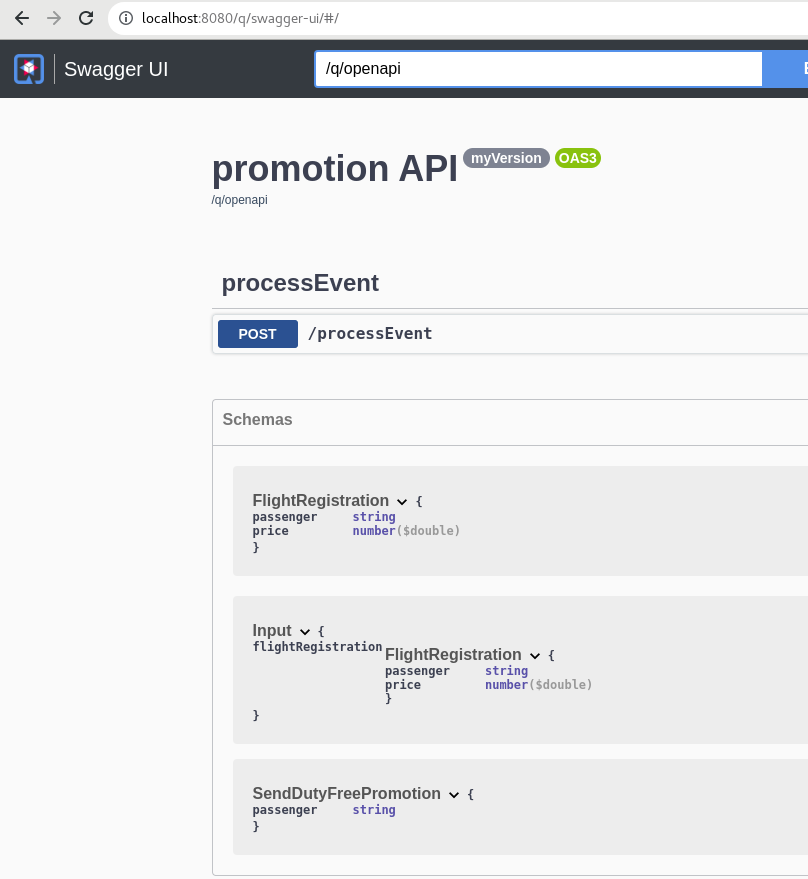 localhost:8080/q/swagger-ui/#/
Swagger UI
/q/openapi
promotion API myVersion OAS3
/q/openapi
processEvent
POST /processEvent
Schemas
FlightRegistration {
passenger string
price number($double)
}
Input {
flightRegistration
FlightRegistration {
passenger string
price number($double)
}
}
SendDutyFreePromotion {
passenger string
}